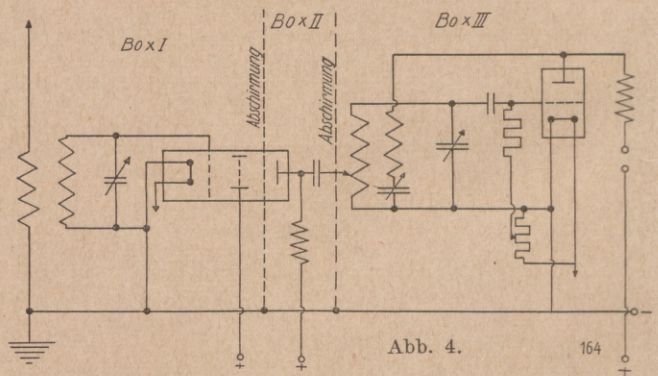 Box I
Box II
Box III
Abschirmung
Abschirmung
Abb. 4.
164
+
+
+
−